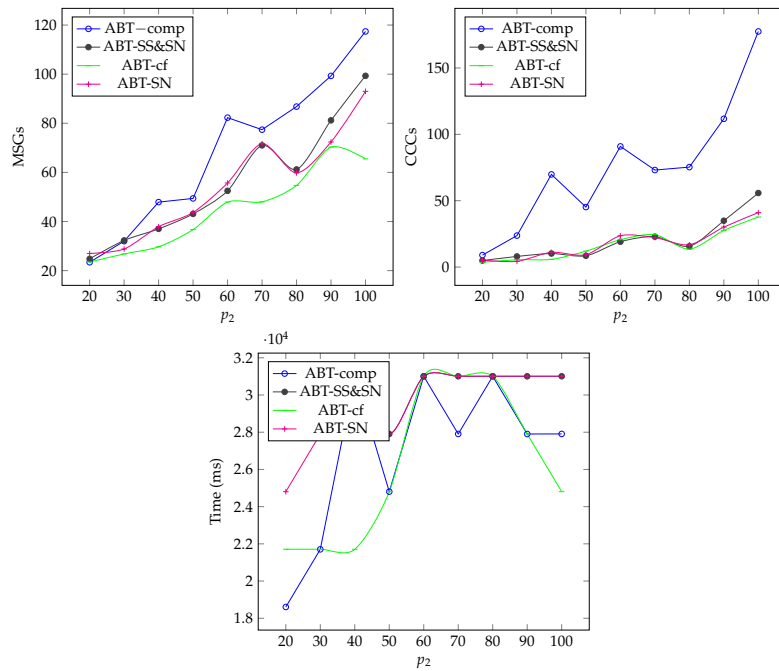 120
100
80
60
40
20
MSGs
ABT−comp
ABT-SS&SN
ABT-cf
ABT-SN
20 30 40 50 60 70 80 90 100
p₂
150
100
50
0
CCCs
ABT-comp
ABT-SS&SN
ABT-cf
ABT-SN
20 30 40 50 60 70 80 90 100
p₂
·10⁴
3.2
3
2.8
2.6
2.4
2.2
2
1.8
Time (ms)
ABT-comp
ABT-SS&SN
ABT-cf
ABT-SN
20 30 40 50 60 70 80 90 100
p₂